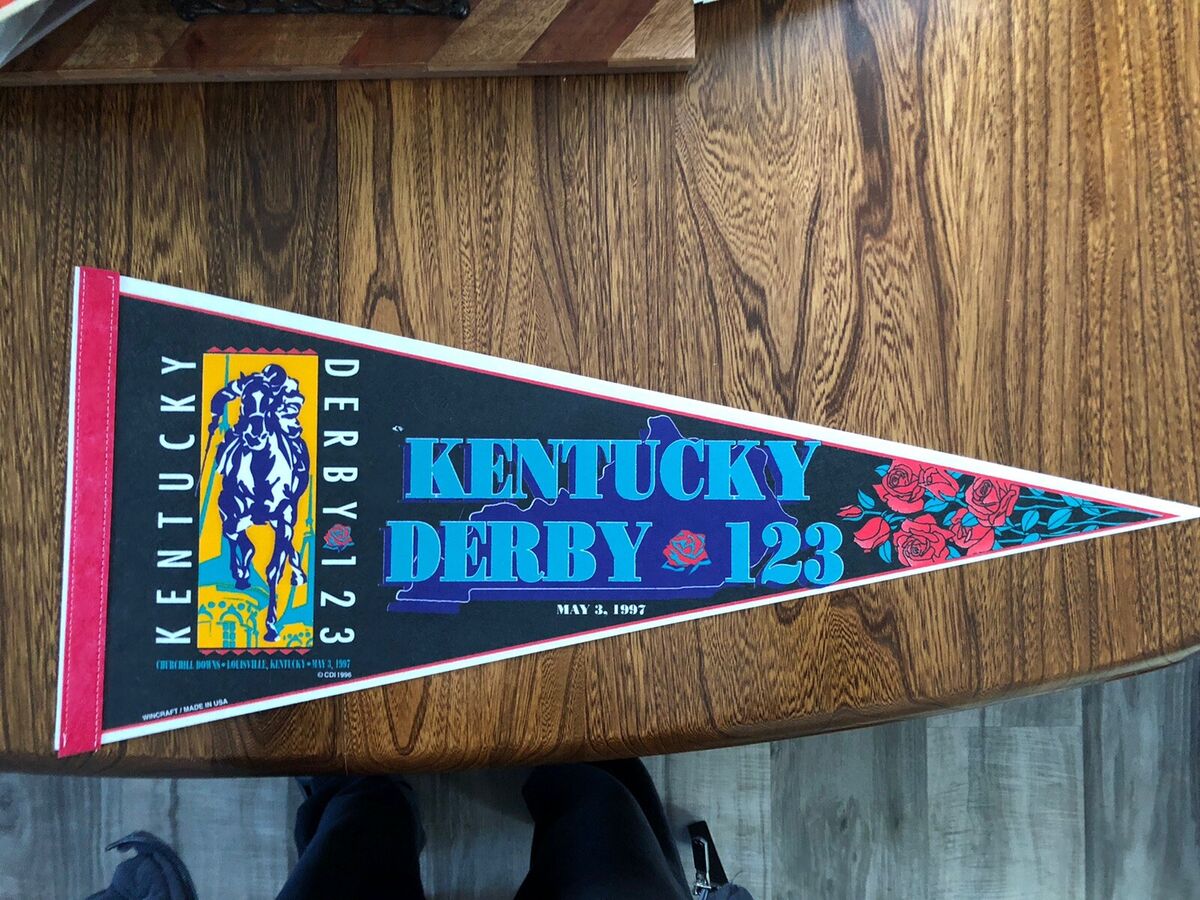 KENTUCKY
DERBY 123
CHURCHILL DOWNS • LOUISVILLE, KENTUCKY • MAY 3, 1997
© CDI 1996
WINCRAFT / MADE IN USA
KENTUCKY
DERBY 123
MAY 3, 1997